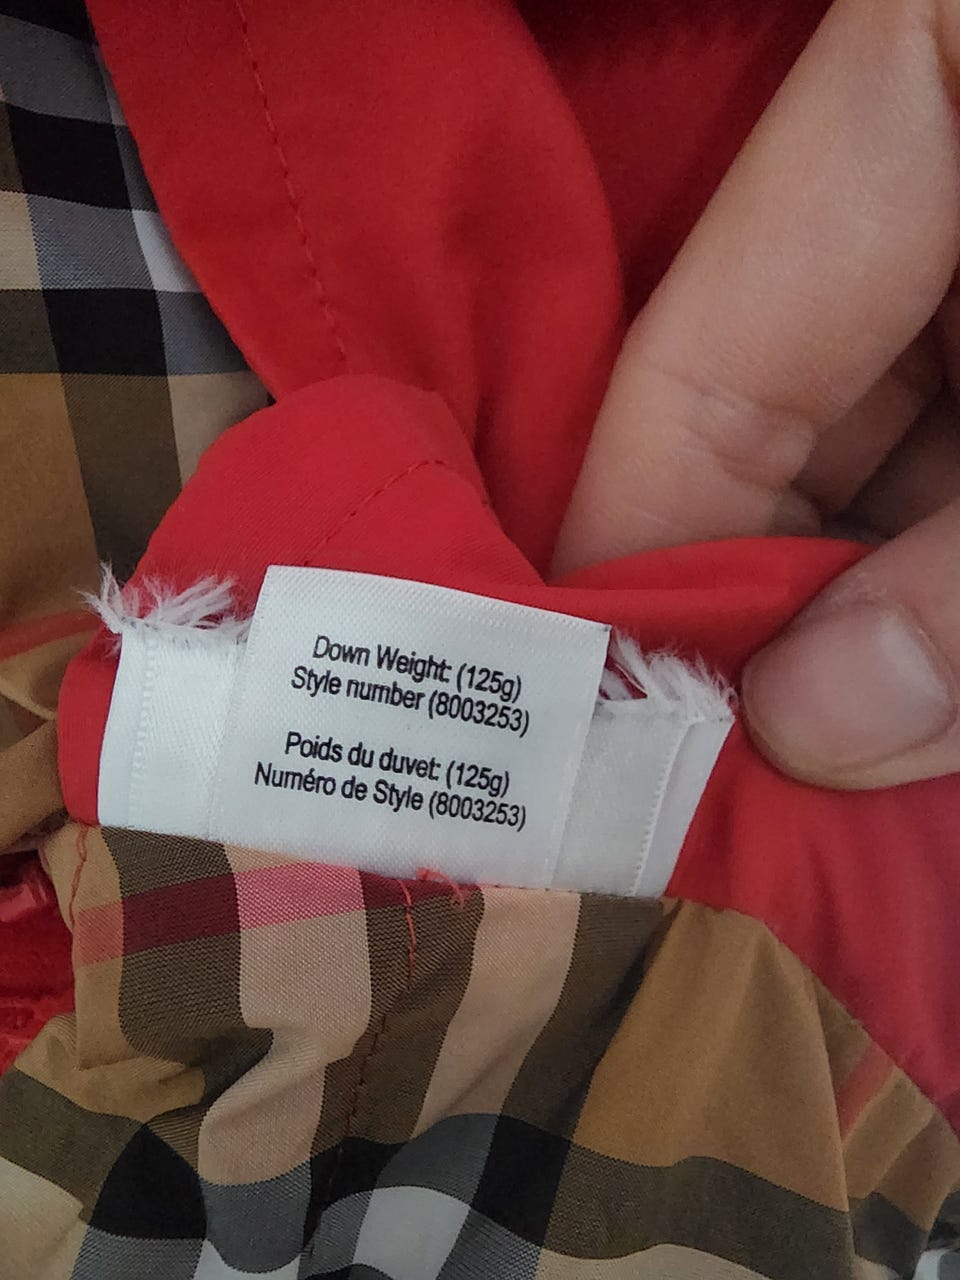 Down Weight: (125g)
Style number (8003253)
Poids du duvet: (125g)
Numéro de Style (8003253)